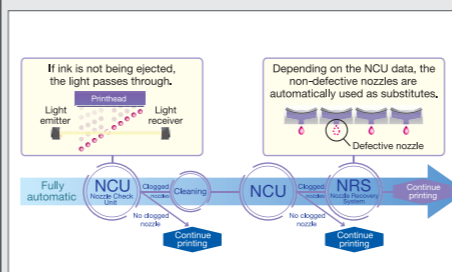 If ink is not being ejected,
the light passes through.
Printhead
Light
emitter
Light
receiver
Depending on the NCU data, the
non-defective nozzles are
automatically used as substitutes.
Defective nozzle
Fully
automatic
NCU
Nozzle Check
Unit
Clogged
nozzles
Cleaning
No clogged
nozzle
Continue
printing
NCU
Clogged
nozzles
NRS
Nozzle Recovery
System
No clogged
nozzle
Continue
printing
Continue
printing